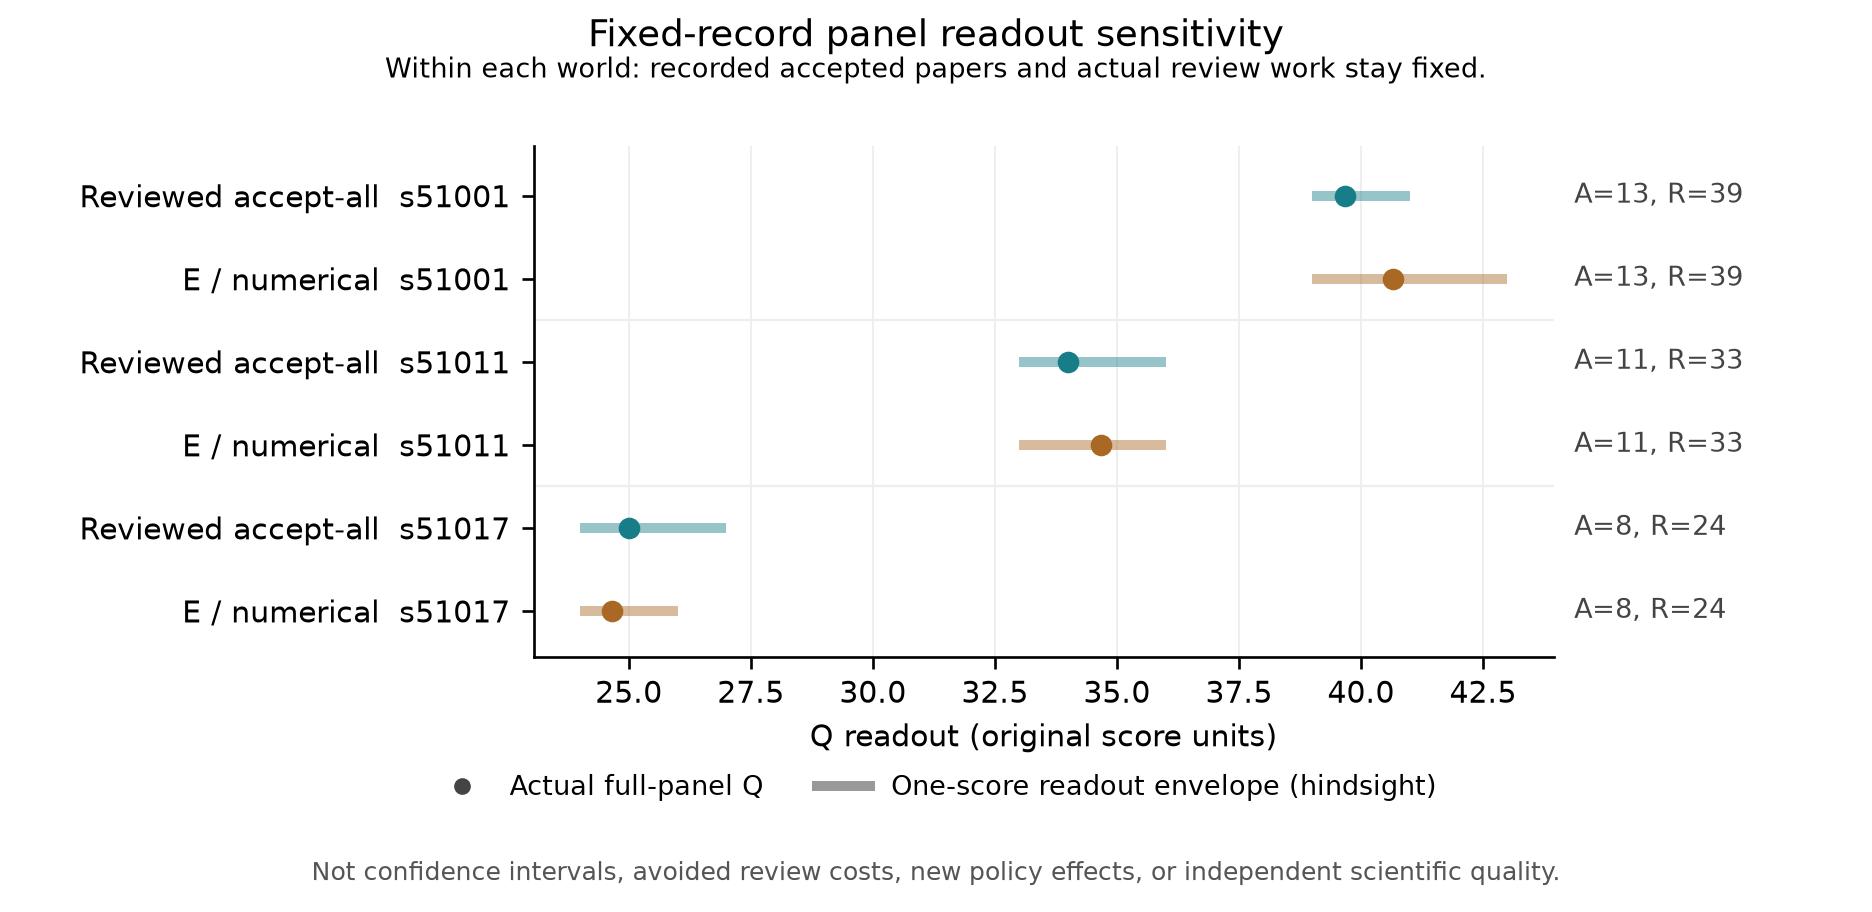 Fixed-record panel readout sensitivity
Within each world: recorded accepted papers and actual review work stay fixed.
Reviewed accept-all s51001
A=13, R=39
E / numerical s51001
A=13, R=39
Reviewed accept-all s51011
A=11, R=33
E / numerical s51011
A=11, R=33
Reviewed accept-all s51017
A=8, R=24
E / numerical s51017
A=8, R=24
25.0 27.5 30.0 32.5 35.0 37.5 40.0 42.5
Q readout (original score units)
Actual full-panel Q One-score readout envelope (hindsight)
Not confidence intervals, avoided review costs, new policy effects, or independent scientific quality.